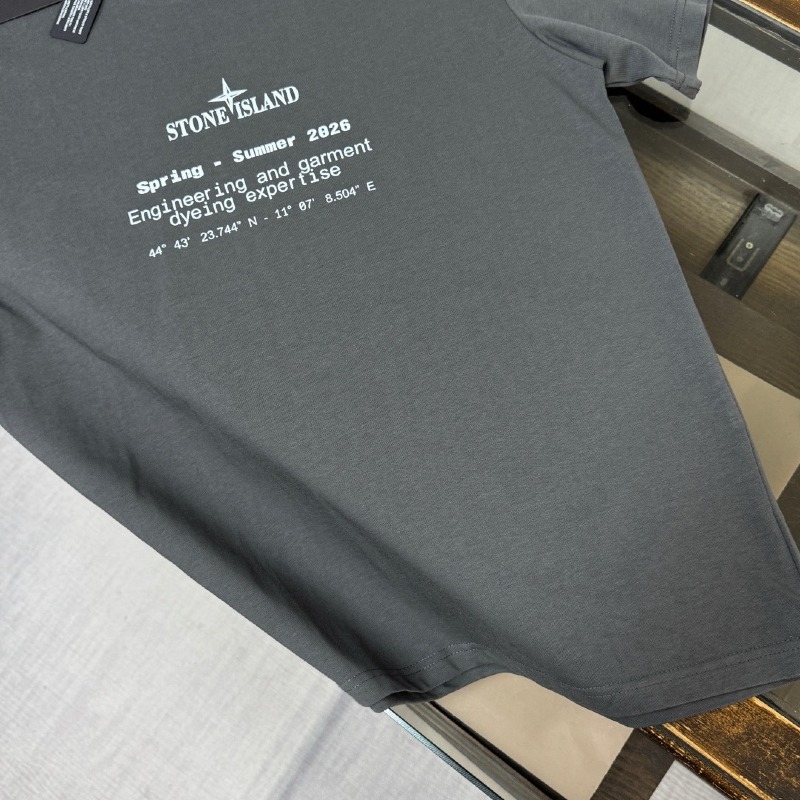 STONE ISLAND
Spring - Summer 2026
Engineering and garment
dyeing expertise
44° 43' 23.744" N - 11° 07' 8.504" E